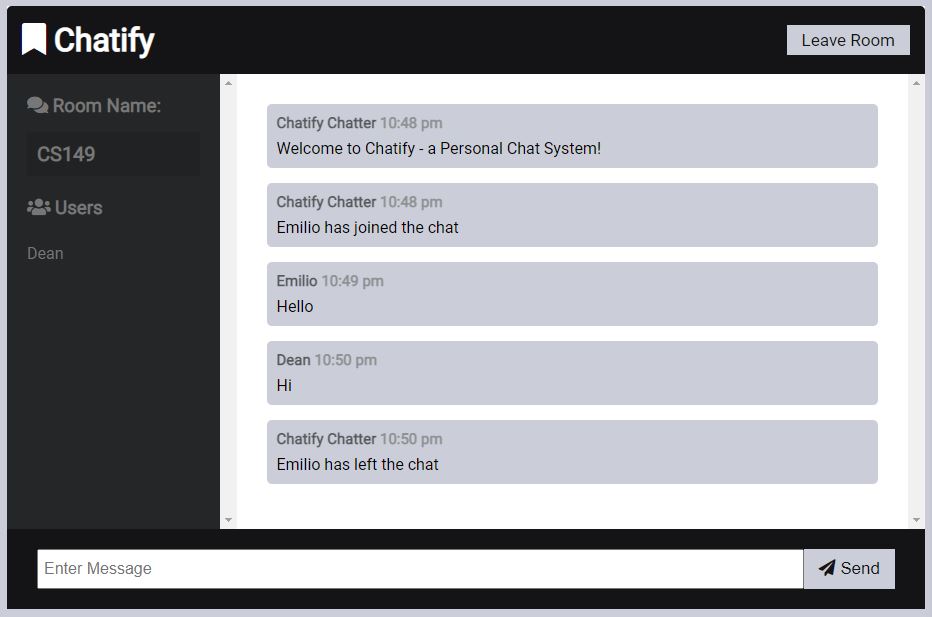 Chatify
Leave Room
Room Name:
CS149
Users
Dean
Chatify Chatter 10:48 pm
Welcome to Chatify - a Personal Chat System!
Chatify Chatter 10:48 pm
Emilio has joined the chat
Emilio 10:49 pm
Hello
Dean 10:50 pm
Hi
Chatify Chatter 10:50 pm
Emilio has left the chat
Enter Message
Send